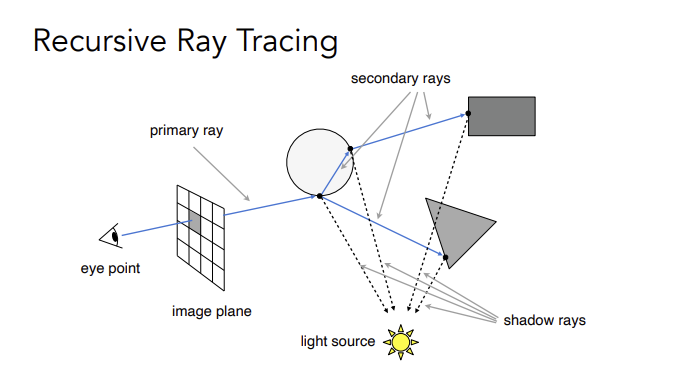 Recursive Ray Tracing
secondary rays
primary ray
eye point
image plane
shadow rays
light source